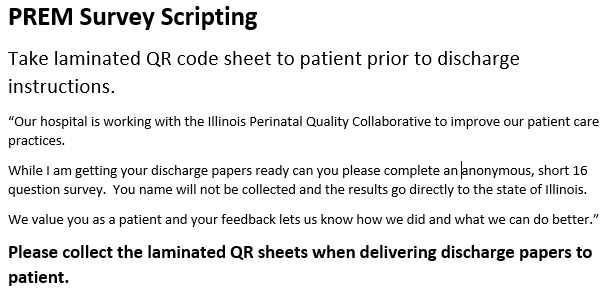 PREM Survey Scripting
Take laminated QR code sheet to patient prior to discharge
instructions.
“Our hospital is working with the Illinois Perinatal Quality Collaborative to improve our patient care
practices.
While I am getting your discharge papers ready can you please complete an anonymous, short 16
question survey.  You name will not be collected and the results go directly to the state of Illinois.
We value you as a patient and your feedback lets us know how we did and what we can do better.”
Please collect the laminated QR sheets when delivering discharge papers to
patient.